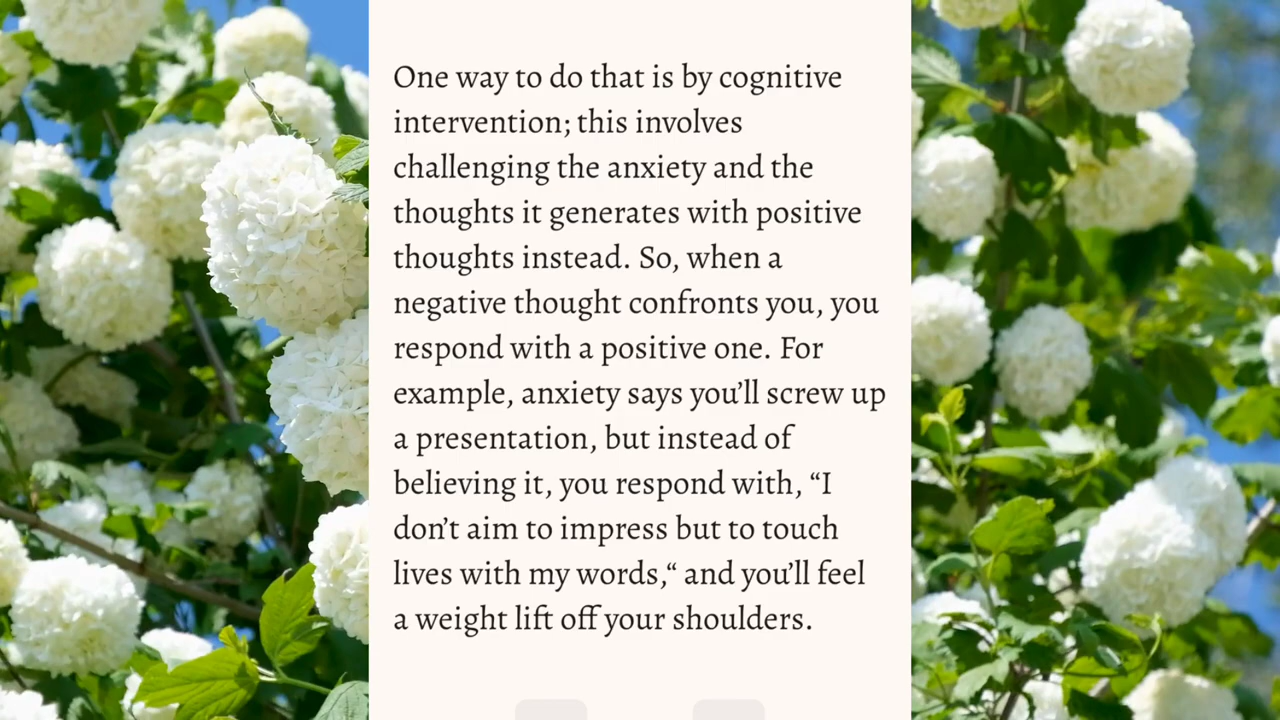 One way to do that is by cognitive
intervention; this involves
challenging the anxiety and the
thoughts it generates with positive
thoughts instead. So, when a
negative thought confronts you, you
respond with a positive one. For
example, anxiety says you’ll screw up
a presentation, but instead of
believing it, you respond with, “I
don’t aim to impress but to touch
lives with my words,“ and you’ll feel
a weight lift off your shoulders.